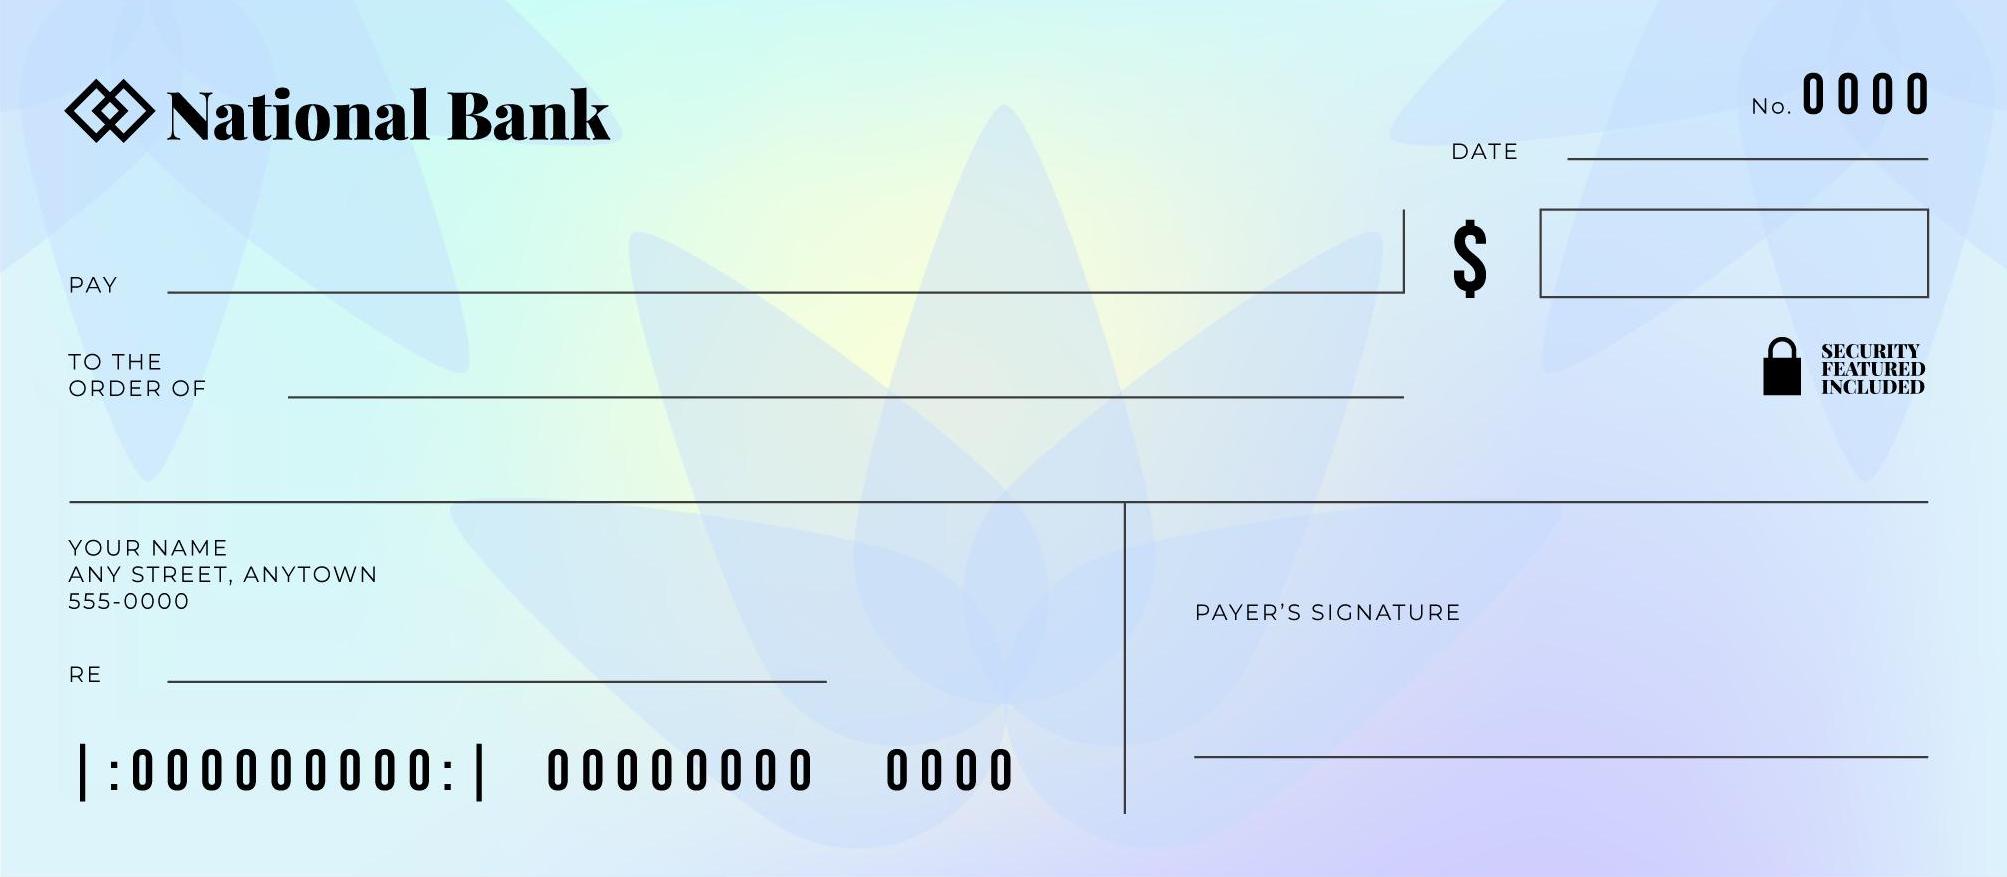 National Bank
No. 0000
DATE
PAY
$
TO THE
ORDER OF
SECURITY
FEATURED
INCLUDED
YOUR NAME
ANY STREET, ANYTOWN
555-0000
PAYER’S SIGNATURE
RE
|:000000000:| 00000000 0000